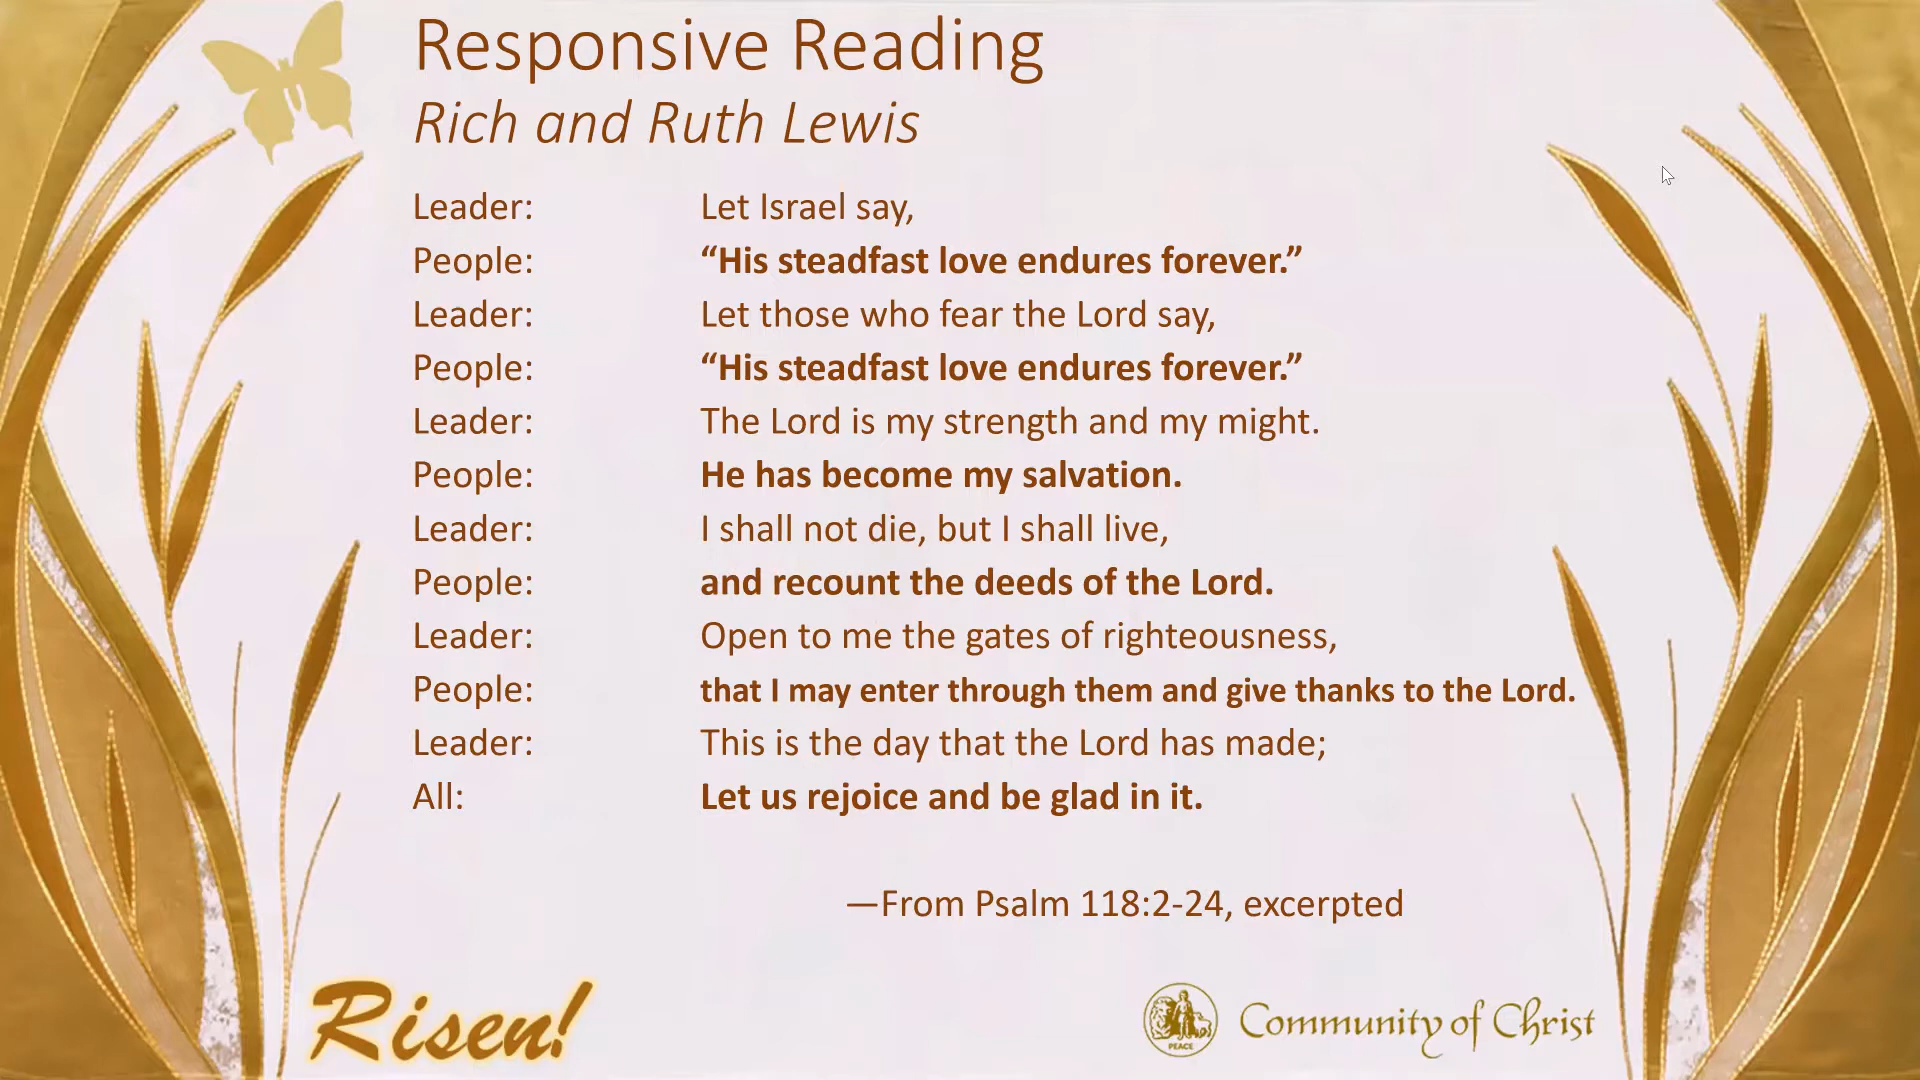 Responsive Reading
Rich and Ruth Lewis
Leader: Let Israel say,
People: “His steadfast love endures forever.”
Leader: Let those who fear the Lord say,
People: “His steadfast love endures forever.”
Leader: The Lord is my strength and my might.
People: He has become my salvation.
Leader: I shall not die, but I shall live,
People: and recount the deeds of the Lord.
Leader: Open to me the gates of righteousness,
People: that I may enter through them and give thanks to the Lord.
Leader: This is the day that the Lord has made;
All: Let us rejoice and be glad in it.
—From Psalm 118:2-24, excerpted
Risen!
PEACE
Community of Christ